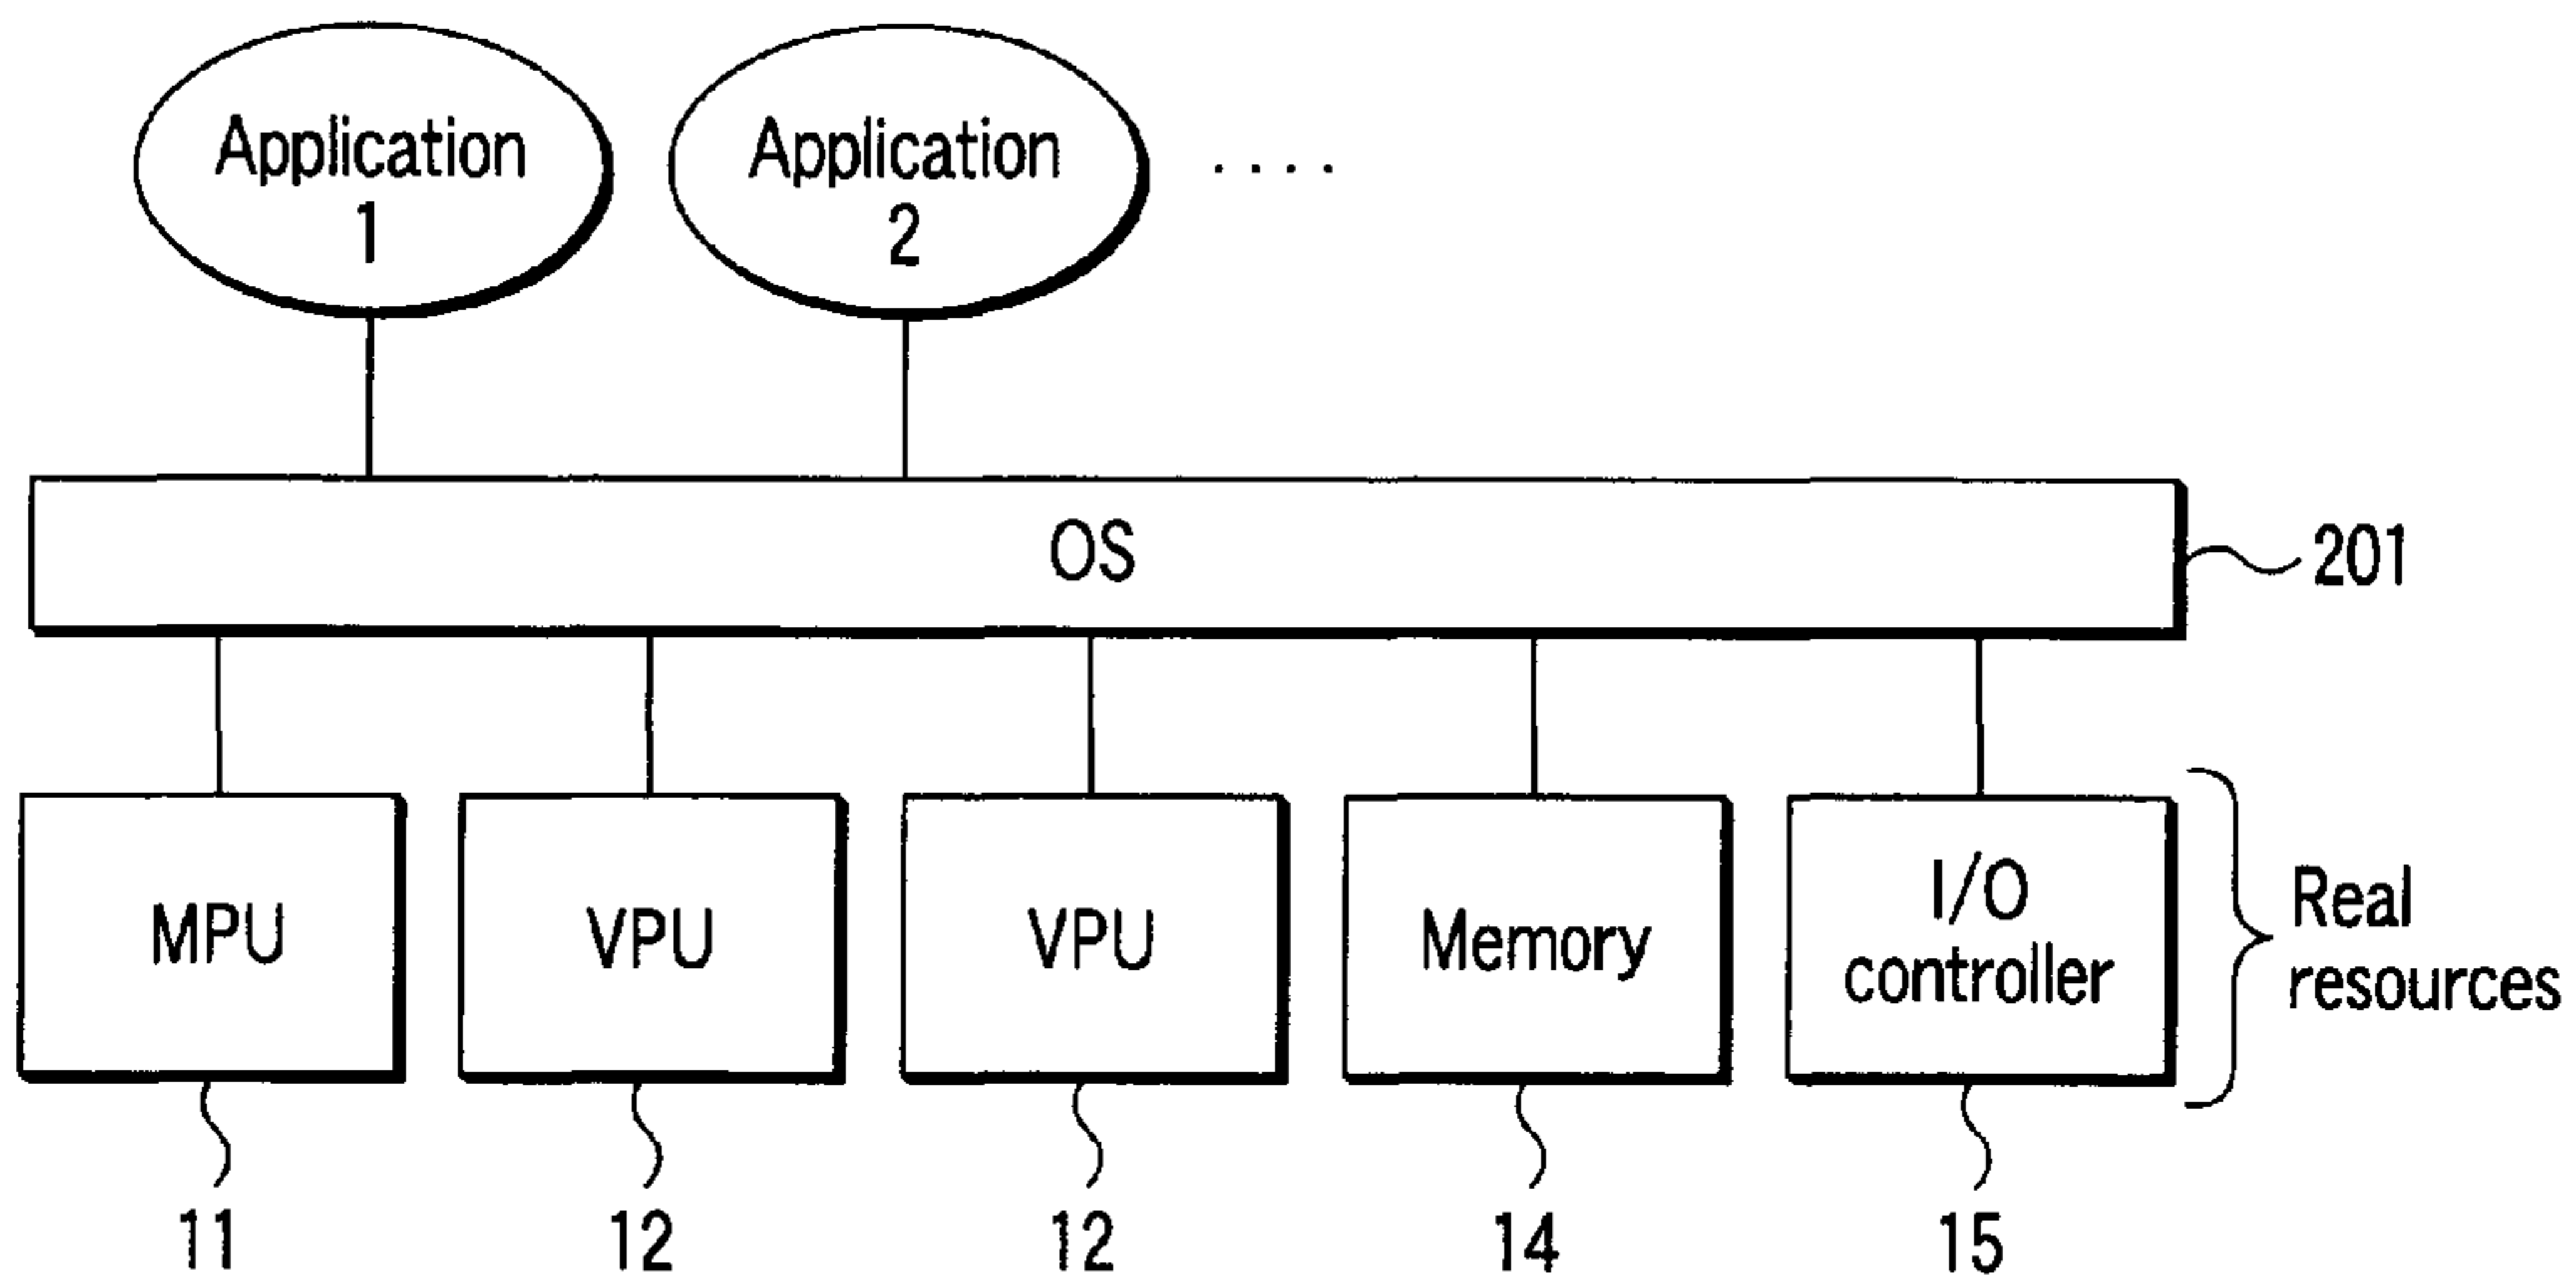 Application
1
Application
2
....
OS
201
MPU
VPU
VPU
Memory
I/O
controller
Real
resources
11
12
12
14
15